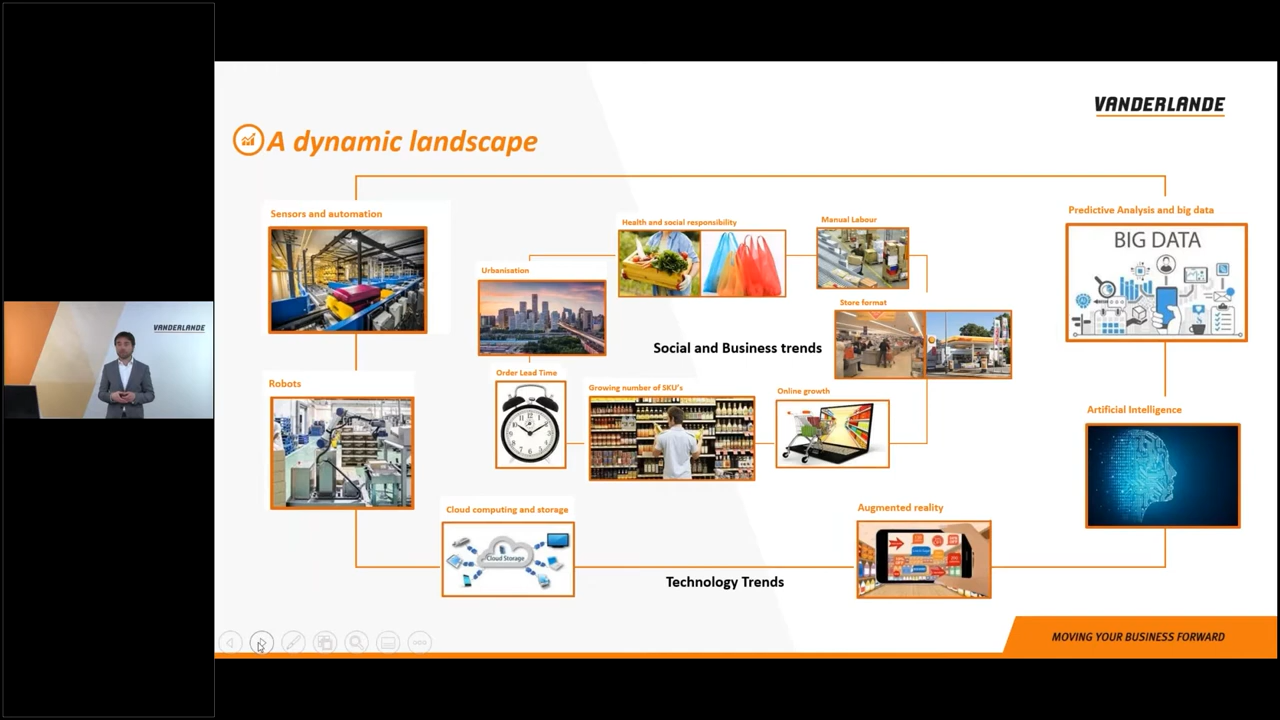 VANDERLANDE
A dynamic landscape
Sensors and automation
Health and social responsibility
Manual Labour
Predictive Analysis and big data
BIG DATA
Urbanisation
Store format
VANDERLANDE
Social and Business trends
Order Lead Time
Robots
Growing number of SKU's
Online growth
Artificial Intelligence
Cloud computing and storage
Augmented reality
Cloud Storage
Technology Trends
MOVING YOUR BUSINESS FORWARD